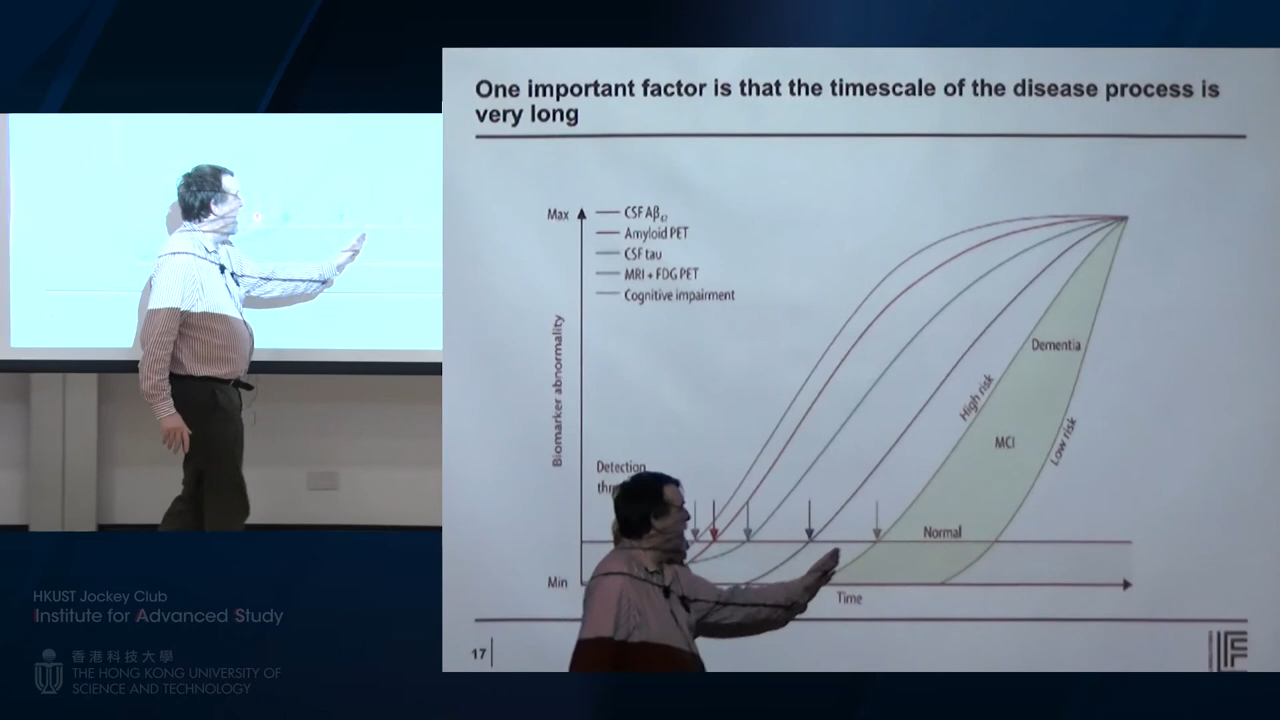 One important factor is that the timescale of the disease process is
very long
Max
CSF Aβ42
Amyloid PET
CSF tau
MRI + FDG PET
Cognitive impairment
Biomarker abnormality
Detection
Dementia
High risk
MCI
Low risk
Normal
Min
Time
17
HKUST Jockey Club
Institute for Advanced Study
香港科技大學
THE HONG KONG UNIVERSITY OF
SCIENCE AND TECHNOLOGY